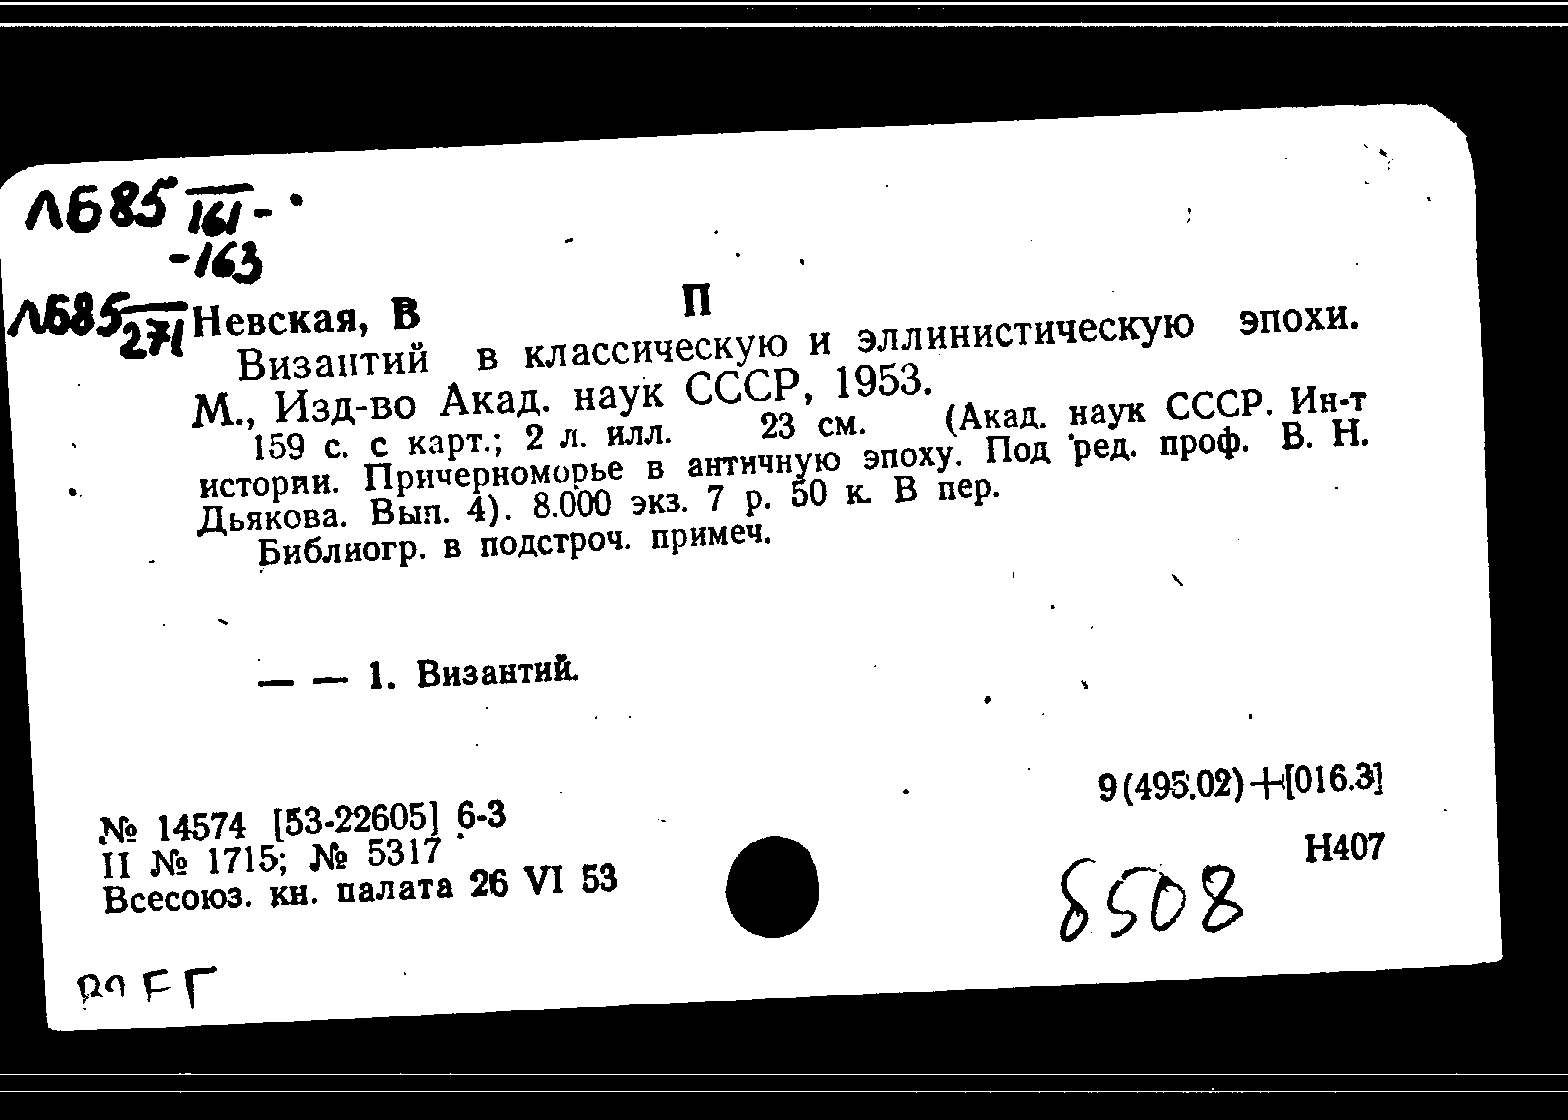 ЛБ85 161-
-163
ЛБ85 271
Невская, В П
Византий в классическую и эллинистическую эпохи.
М., Изд-во Акад. наук СССР, 1953.
159 с. с карт.; 2 л. илл. 23 см. (Акад. наук СССР. Ин-т
истории. Причерноморье в античную эпоху. Под ред. проф. В. Н.
Дьякова. Вып. 4). 8.000 экз. 7 р. 50 к. В пер.
Библиогр. в подстроч. примеч.
— — 1. Византий.
9(495.02)+[016.3]
№ 14574 [53-22605] 6-3
II № 1715; № 5317
Н407
Всесоюз. кн. палата 26 VI 53
8508